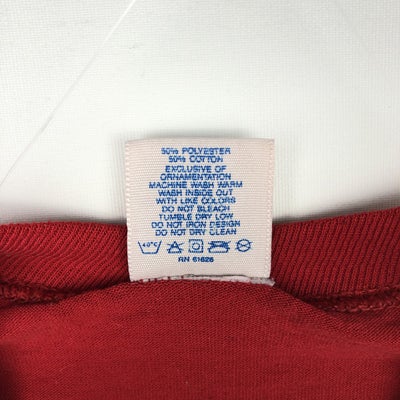 50% POLYESTER
50% COTTON
EXCLUSIVE OF
ORNAMENTATION
MACHINE WASH WARM
WASH INSIDE OUT
WITH LIKE COLORS
DO NOT BLEACH
TUMBLE DRY LOW
DO NOT IRON DESIGN
DO NOT DRY CLEAN
40°C
RN 61626